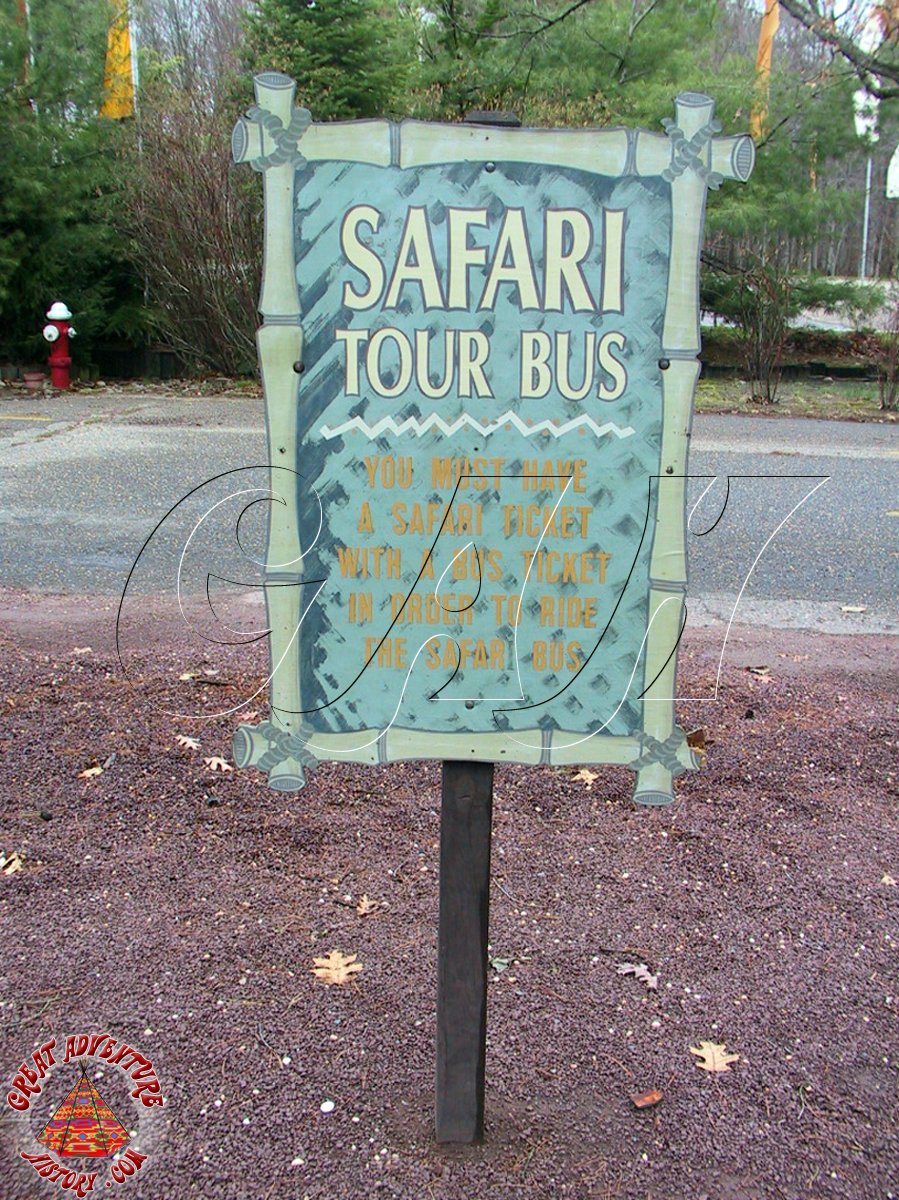 SAFARI
TOUR BUS
YOU MUST HAVE
A SAFARI TICKET
WITH A BUS TICKET
IN ORDER TO RIDE
THE SAFARI BUS
GAH
GREAT ADVENTURE
HISTORY.COM